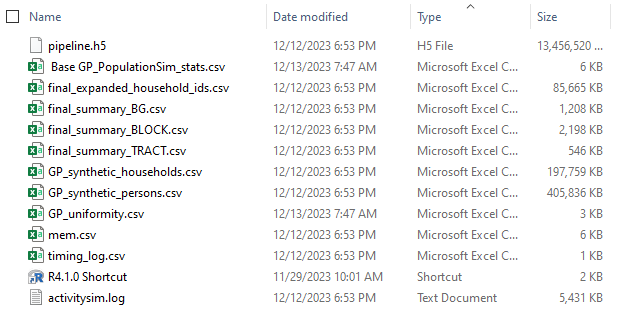 Name Date modified Type Size
pipeline.h5 12/12/2023 6:53 PM H5 File 13,456,520 ...
Base GP_PopulationSim_stats.csv 12/13/2023 7:47 AM Microsoft Excel C... 6 KB
final_expanded_household_ids.csv 12/12/2023 6:53 PM Microsoft Excel C... 85,665 KB
final_summary_BG.csv 12/12/2023 6:53 PM Microsoft Excel C... 1,208 KB
final_summary_BLOCK.csv 12/12/2023 6:53 PM Microsoft Excel C... 2,198 KB
final_summary_TRACT.csv 12/12/2023 6:53 PM Microsoft Excel C... 546 KB
GP_synthetic_households.csv 12/12/2023 6:53 PM Microsoft Excel C... 197,759 KB
GP_synthetic_persons.csv 12/12/2023 6:53 PM Microsoft Excel C... 405,836 KB
GP_uniformity.csv 12/13/2023 7:47 AM Microsoft Excel C... 3 KB
mem.csv 12/12/2023 6:53 PM Microsoft Excel C... 6 KB
timing_log.csv 12/12/2023 6:53 PM Microsoft Excel C... 1 KB
R4.1.0 Shortcut 11/29/2023 10:01 AM Shortcut 2 KB
activitysim.log 12/12/2023 6:53 PM Text Document 5,431 KB